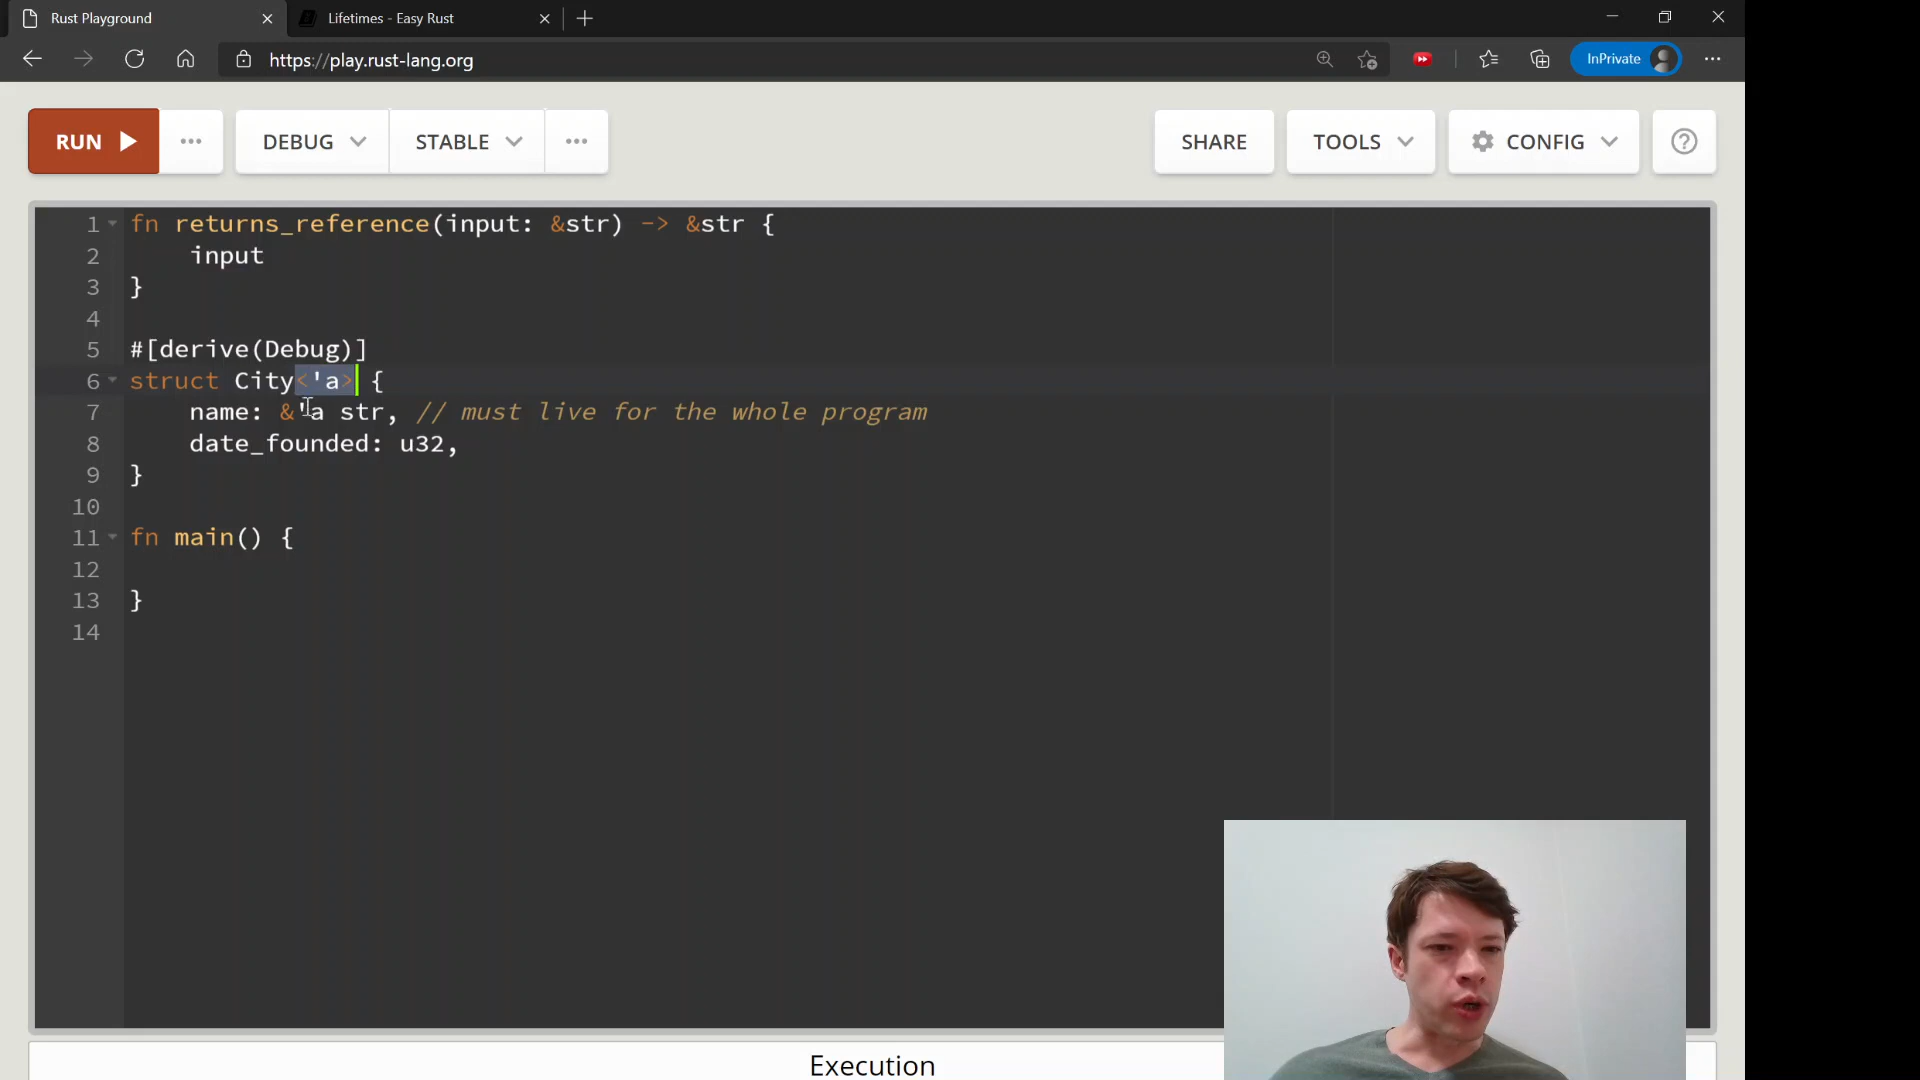 Rust Playground
Lifetimes - Easy Rust
https://play.rust-lang.org
InPrivate
RUN
DEBUG
STABLE
SHARE
TOOLS
CONFIG
1 fn returns_reference(input: &str) -> &str {
2     input
3 }
4
5 #[derive(Debug)]
6 struct City<'a> {
7     name: &'a str, // must live for the whole program
8     date_founded: u32,
9 }
10
11 fn main() {
12
13 }
14
Execution